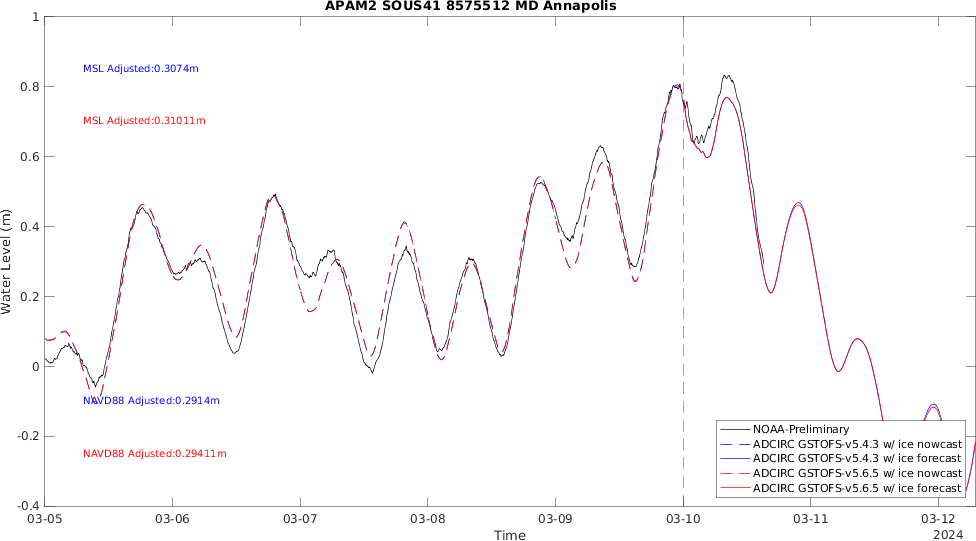 APAM2 SOUS41 8575512 MD Annapolis
1
0.8
0.6
0.4
0.2
0
-0.2
-0.4
Water Level (m)
MSL Adjusted:0.3074m
MSL Adjusted:0.31011m
NAVD88 Adjusted:0.2914m
NAVD88 Adjusted:0.29411m
NOAA-Preliminary
ADCIRC GSTOFS-v5.4.3 w/ ice nowcast
ADCIRC GSTOFS-v5.4.3 w/ ice forecast
ADCIRC GSTOFS-v5.6.5 w/ ice nowcast
ADCIRC GSTOFS-v5.6.5 w/ ice forecast
03-05 03-06 03-07 03-08 03-09 03-10 03-11 03-12
Time
2024